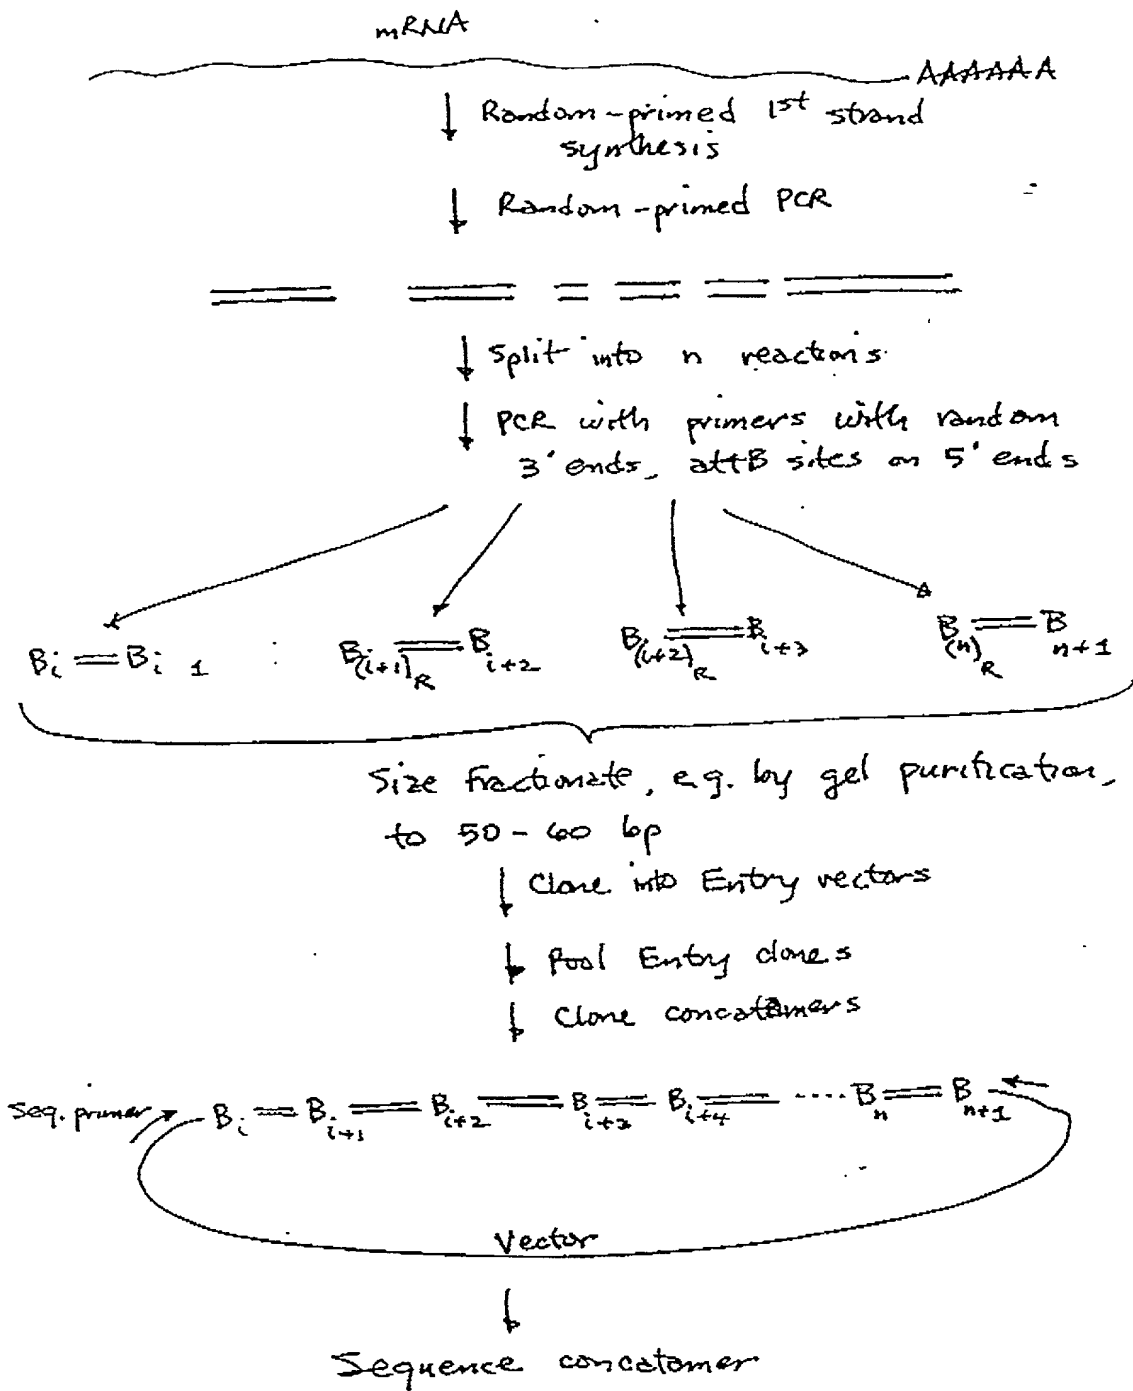 mRNA
AAAAAA
Random-primed 1st strand
synthesis
Random-primed PCR
Split into n reactions
PCR with primers with random
3' ends, attB sites on 5' ends
Bi Bi 1 B(i+1)R Bi+2 B(i+2)R Bi+3 B(n)R Bn+1
Size fractionate, e.g. by gel purification,
to 50-60 bp
Clone into Entry vectors
Pool Entry clones
Clone concatamers
Seq. primer Bi Bi+1 Bi+2 Bi+3 Bi+4 .... Bn Bn+1
Vector
Sequence concatomer